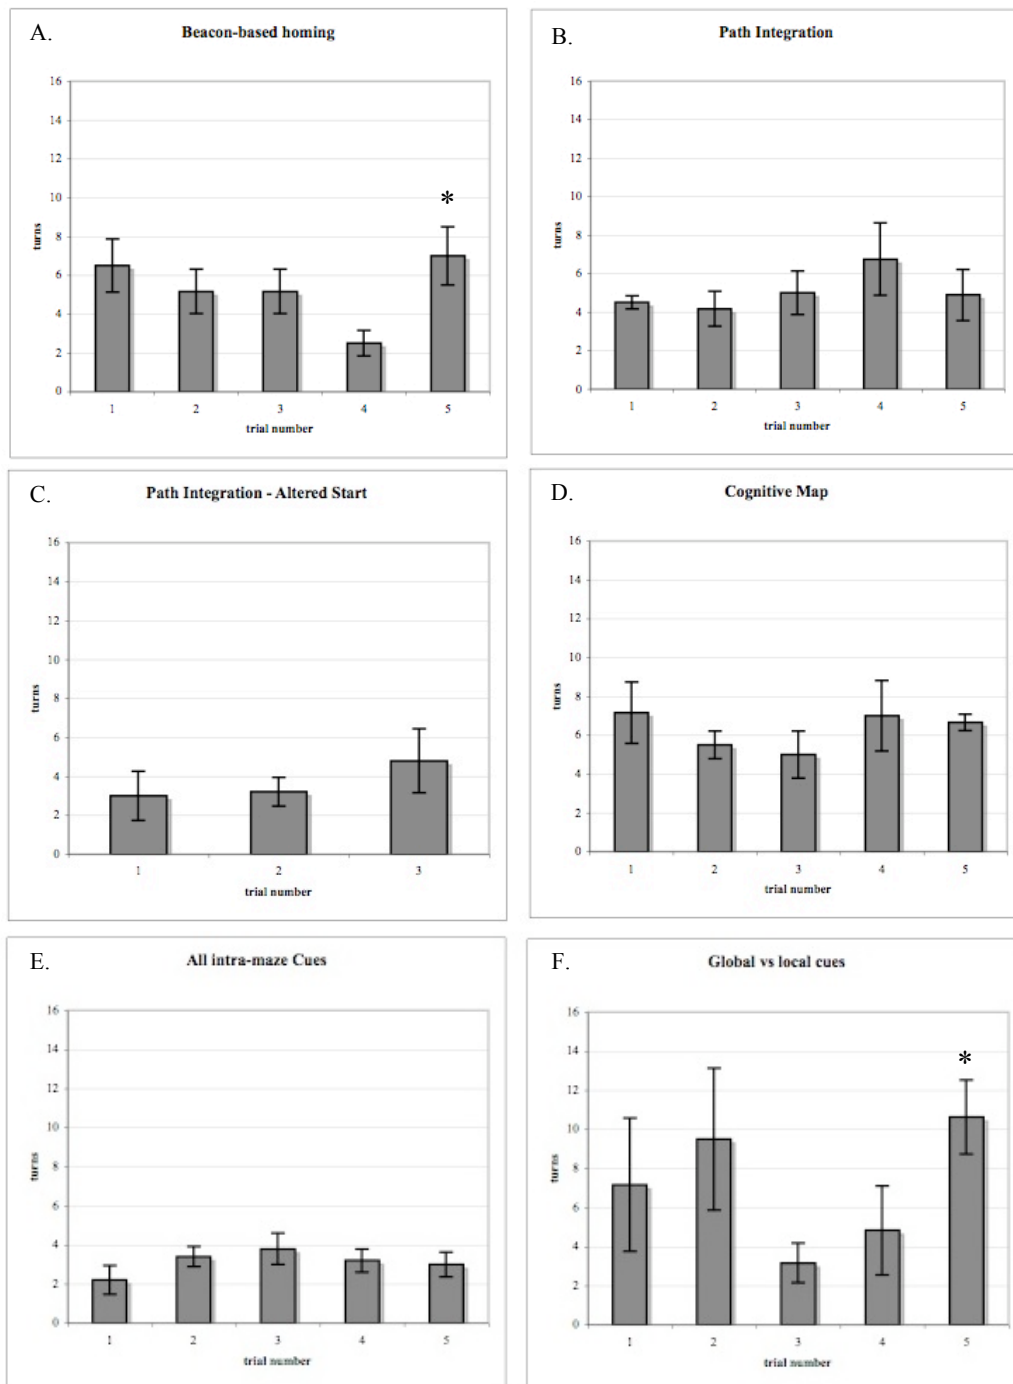 A.
Beacon-based homing
16
14
12
10
8
6
4
2
0
turns
*
1 2 3 4 5
trial number
B.
Path Integration
16
14
12
10
8
6
4
2
0
turns
1 2 3 4 5
trial number
C.
Path Integration - Altered Start
16
14
12
10
8
6
4
2
0
turns
1 2 3
trial number
D.
Cognitive Map
16
14
12
10
8
6
4
2
0
turns
1 2 3 4 5
trial number
E.
All intra-maze Cues
16
14
12
10
8
6
4
2
0
turns
1 2 3 4 5
trial number
F.
Global vs local cues
16
14
12
10
8
6
4
2
0
turns
*
1 2 3 4 5
trial number